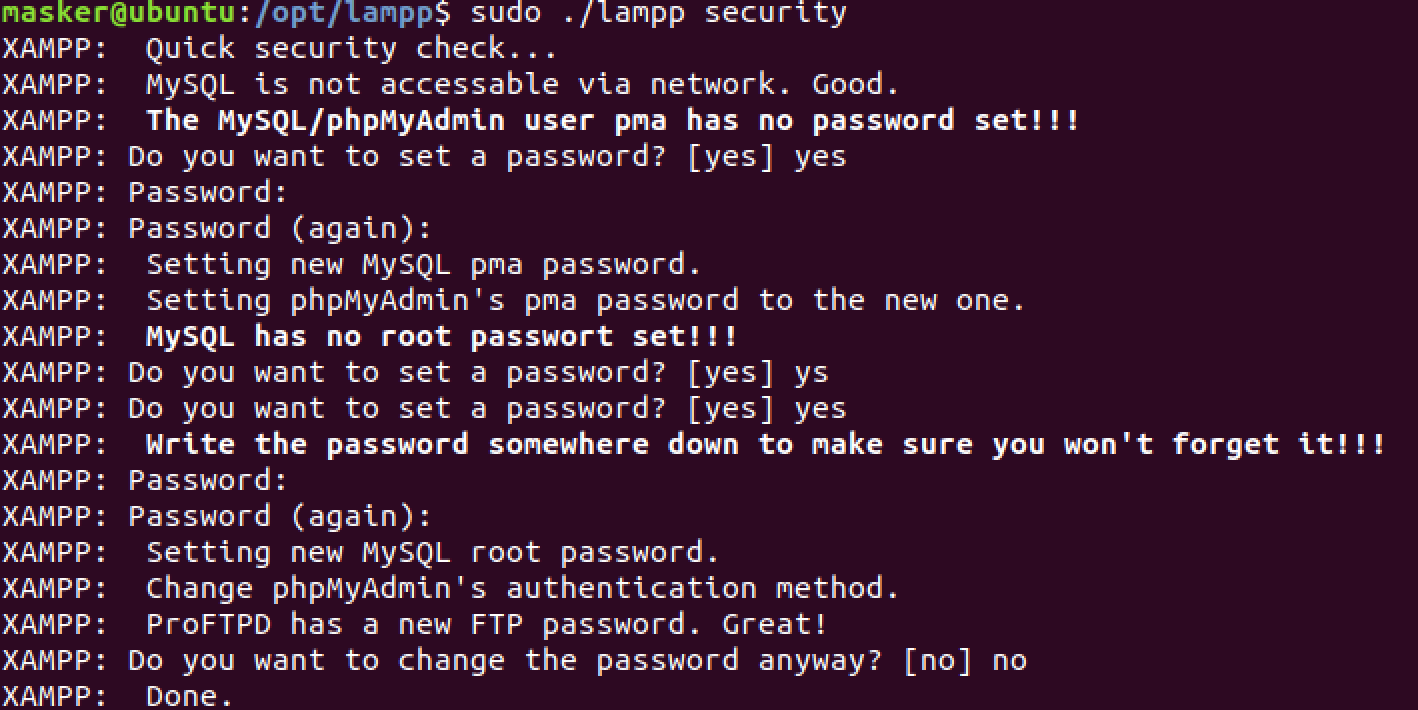 masker@ubuntu:/opt/lampp$ sudo ./lampp security
XAMPP:  Quick security check...
XAMPP:  MySQL is not accessable via network. Good.
XAMPP:  The MySQL/phpMyAdmin user pma has no password set!!!
XAMPP: Do you want to set a password? [yes] yes
XAMPP: Password:
XAMPP: Password (again):
XAMPP:  Setting new MySQL pma password.
XAMPP:  Setting phpMyAdmin's pma password to the new one.
XAMPP:  MySQL has no root passwort set!!!
XAMPP: Do you want to set a password? [yes] ys
XAMPP: Do you want to set a password? [yes] yes
XAMPP:  Write the password somewhere down to make sure you won't forget it!!!
XAMPP: Password:
XAMPP: Password (again):
XAMPP:  Setting new MySQL root password.
XAMPP:  Change phpMyAdmin's authentication method.
XAMPP:  ProFTPD has a new FTP password. Great!
XAMPP: Do you want to change the password anyway? [no] no
XAMPP:  Done.